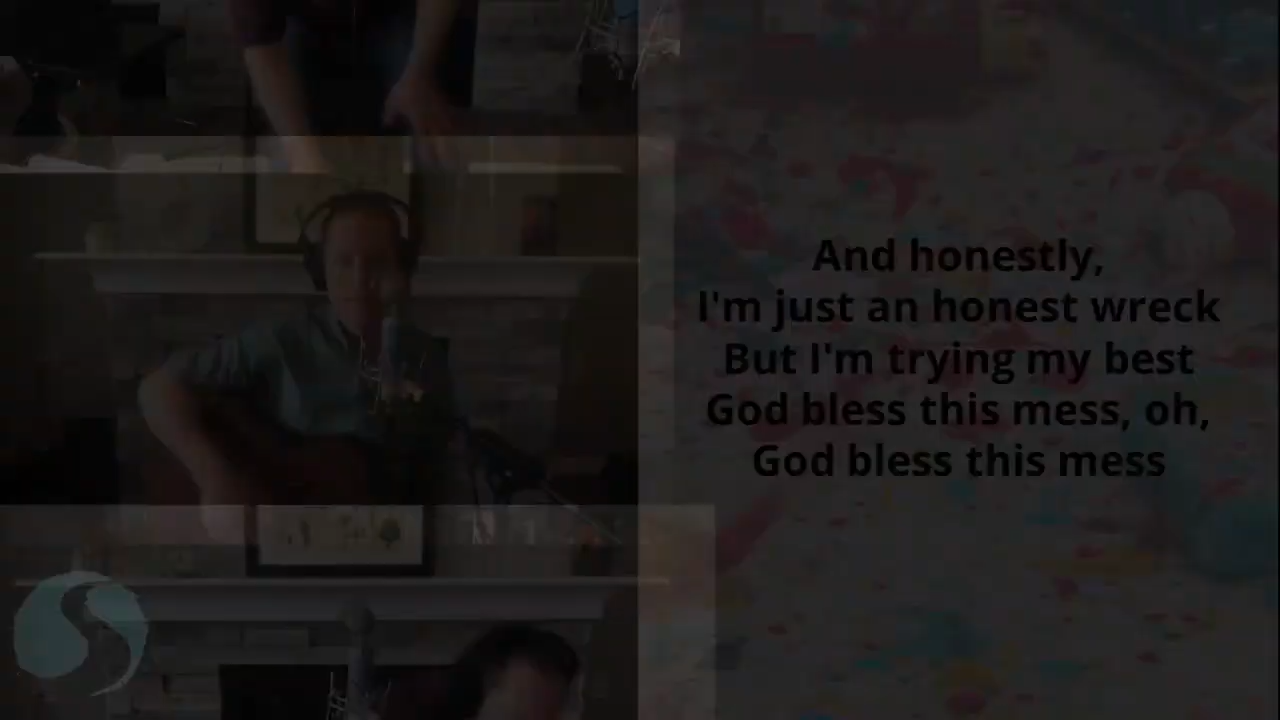 And honestly,
I'm just an honest wreck
But I'm trying my best
God bless this mess, oh,
God bless this mess